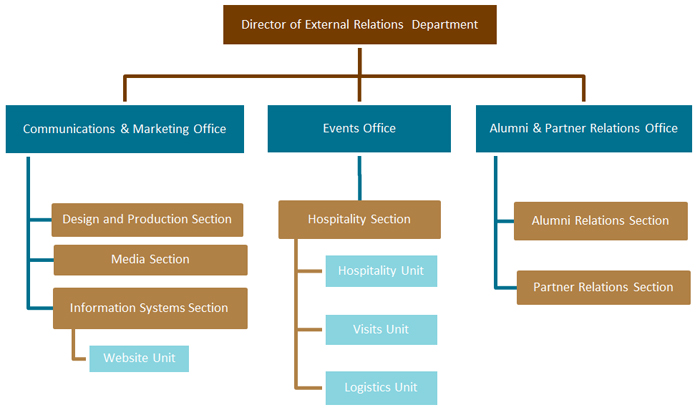 Director of External Relations Department
Communications & Marketing Office
Events Office
Alumni & Partner Relations Office
Design and Production Section
Media Section
Information Systems Section
Website Unit
Hospitality Section
Hospitality Unit
Visits Unit
Logistics Unit
Alumni Relations Section
Partner Relations Section